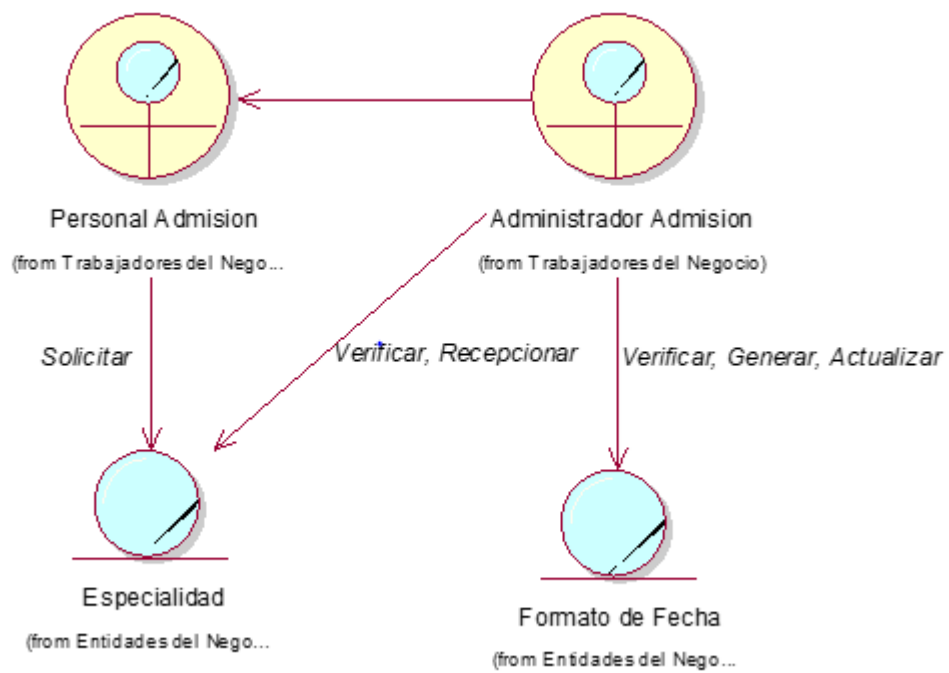 Personal Admision
(from Trabajadores del Nego...
Administrador Admision
(from Trabajadores del Negocio)
Solicitar
Verificar, Recepcionar
Verificar, Generar, Actualizar
Especialidad
(from Entidades del Nego...
Formato de Fecha
(from Entidades del Nego...